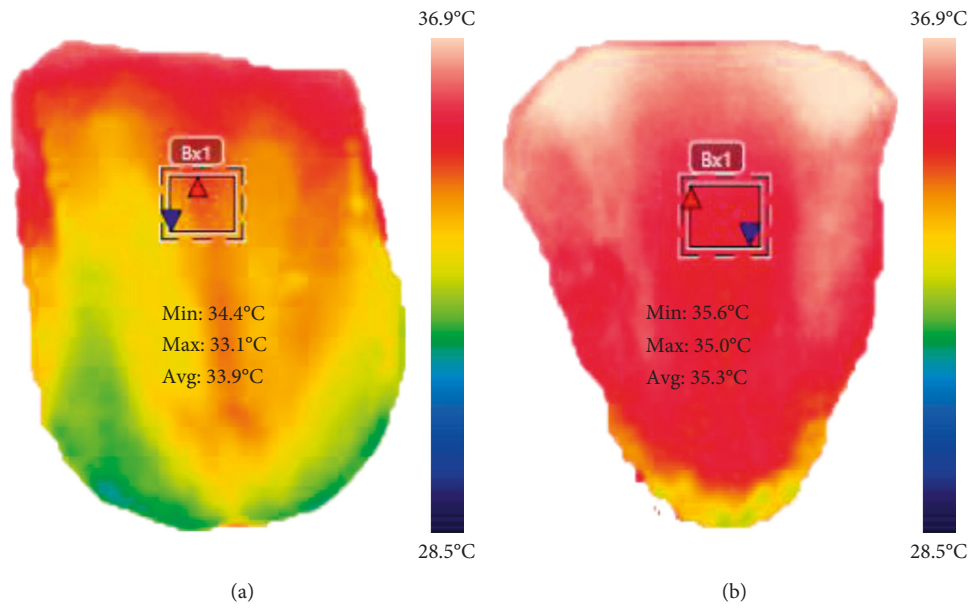 36.9°C
36.9°C
Bx1
Bx1
Min: 34.4°C
Max: 33.1°C
Avg: 33.9°C
Min: 35.6°C
Max: 35.0°C
Avg: 35.3°C
28.5°C
28.5°C
(a)
(b)